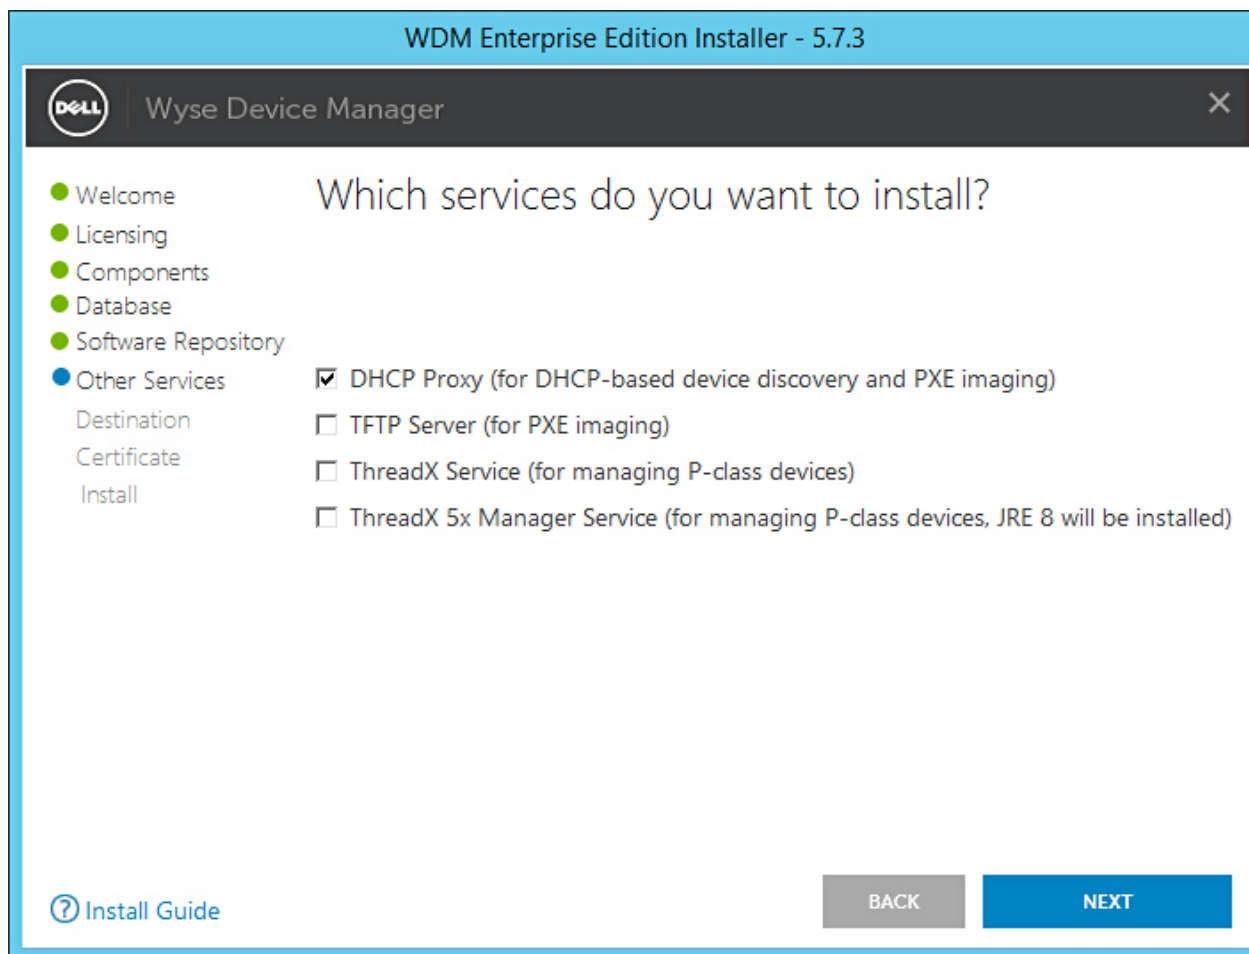 WDM Enterprise Edition Installer - 5.7.3
DELL
Wyse Device Manager
Welcome
Licensing
Components
Database
Software Repository
Other Services
Destination
Certificate
Install
Which services do you want to install?
DHCP Proxy (for DHCP-based device discovery and PXE imaging)
TFTP Server (for PXE imaging)
ThreadX Service (for managing P-class devices)
ThreadX 5x Manager Service (for managing P-class devices, JRE 8 will be installed)
? Install Guide
BACK
NEXT